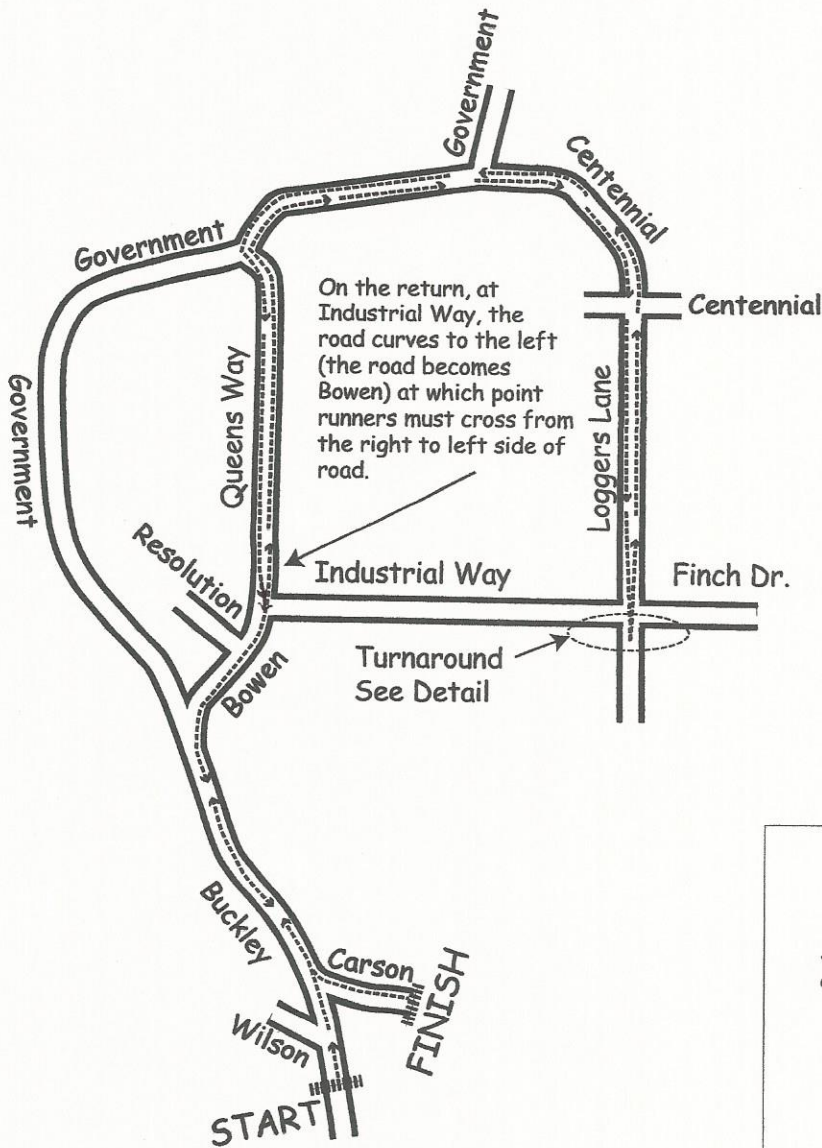 Government
Centennial
Government
Centennial
On the return, at
Industrial Way, the
road curves to the left
(the road becomes
Bowen) at which point
runners must cross from
the right to left side of
road.
Government
Queens Way
Loggers Lane
Resolution
Industrial Way
Finch Dr.
Bowen
Turnaround
See Detail
Buckley
Carson
Wilson
FINISH
START